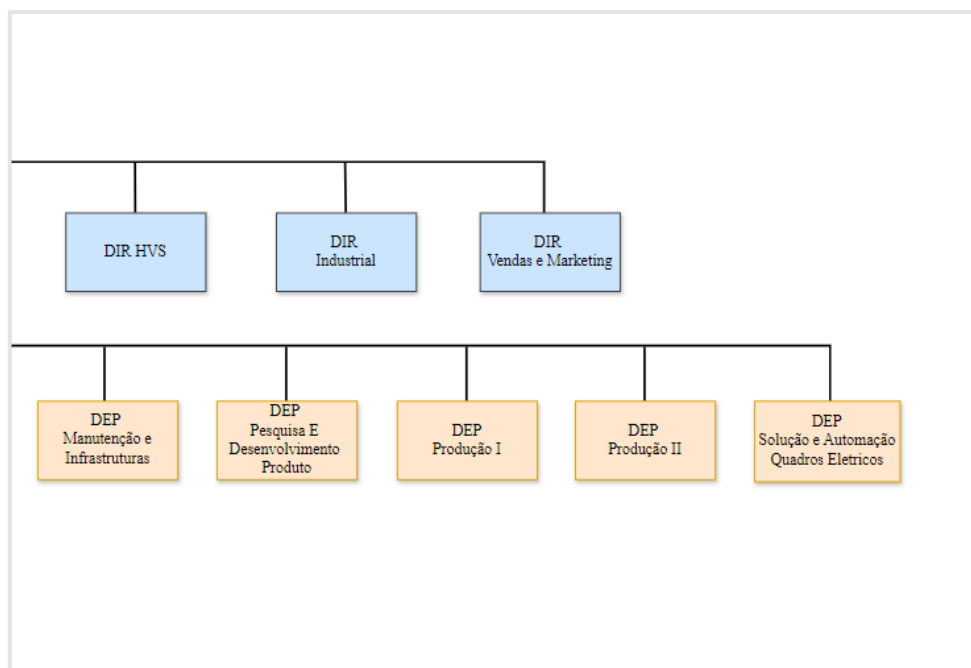 DIR HVS
DIR
Industrial
DIR
Vendas e Marketing
DEP
Manutenção e
Infrastruturas
DEP
Pesquisa E
Desenvolvimento
Produto
DEP
Produção I
DEP
Produção II
DEP
Solução e Automação
Quadros Eletricos